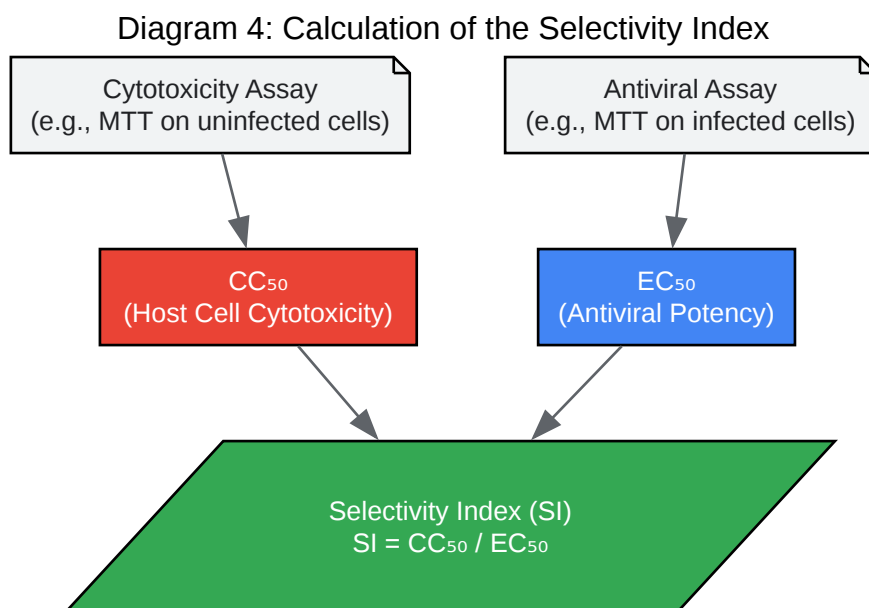 Diagram 4: Calculation of the Selectivity Index
Cytotoxicity Assay
(e.g., MTT on uninfected cells)
Antiviral Assay
(e.g., MTT on infected cells)
CC₅₀
(Host Cell Cytotoxicity)
EC₅₀
(Antiviral Potency)
Selectivity Index (SI)
SI = CC₅₀ / EC₅₀